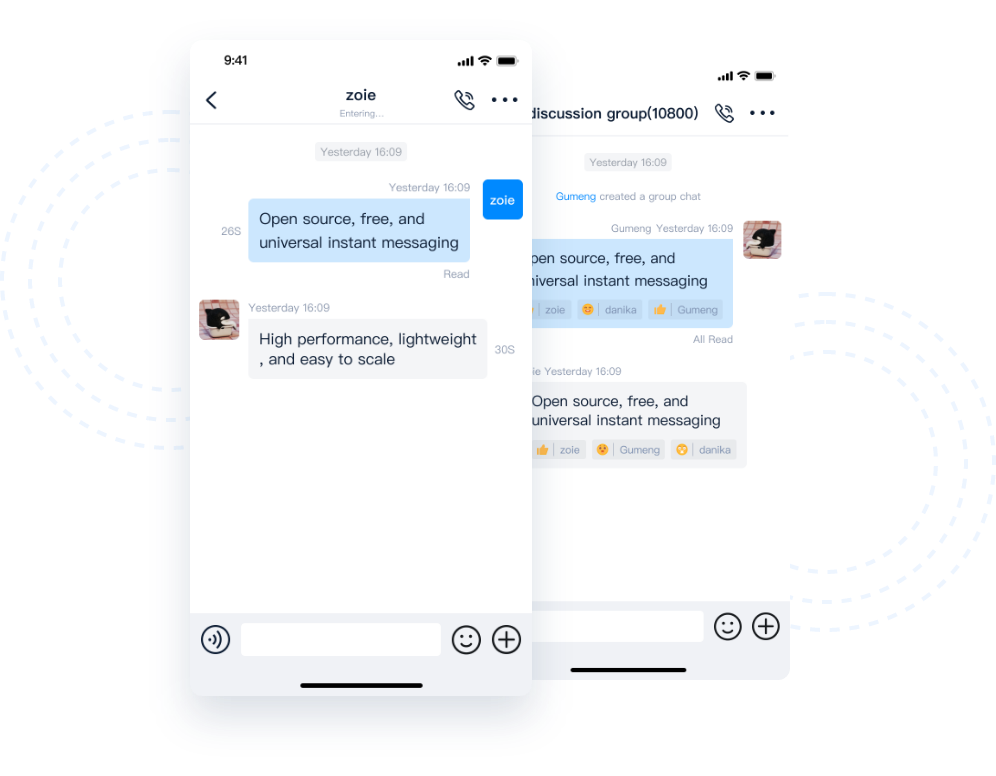 9:41
zoie
Entering...
Yesterday 16:09
Yesterday 16:09
zoie
26S
Open source, free, and
universal instant messaging
Read
Yesterday 16:09
High performance, lightweight
, and easy to scale
30S
discussion group(10800)
Yesterday 16:09
Gumeng created a group chat
Gumeng Yesterday 16:09
pen source, free, and
niversal instant messaging
zoie
danika
Gumeng
All Read
ie Yesterday 16:09
Open source, free, and
universal instant messaging
zoie
Gumeng
danika